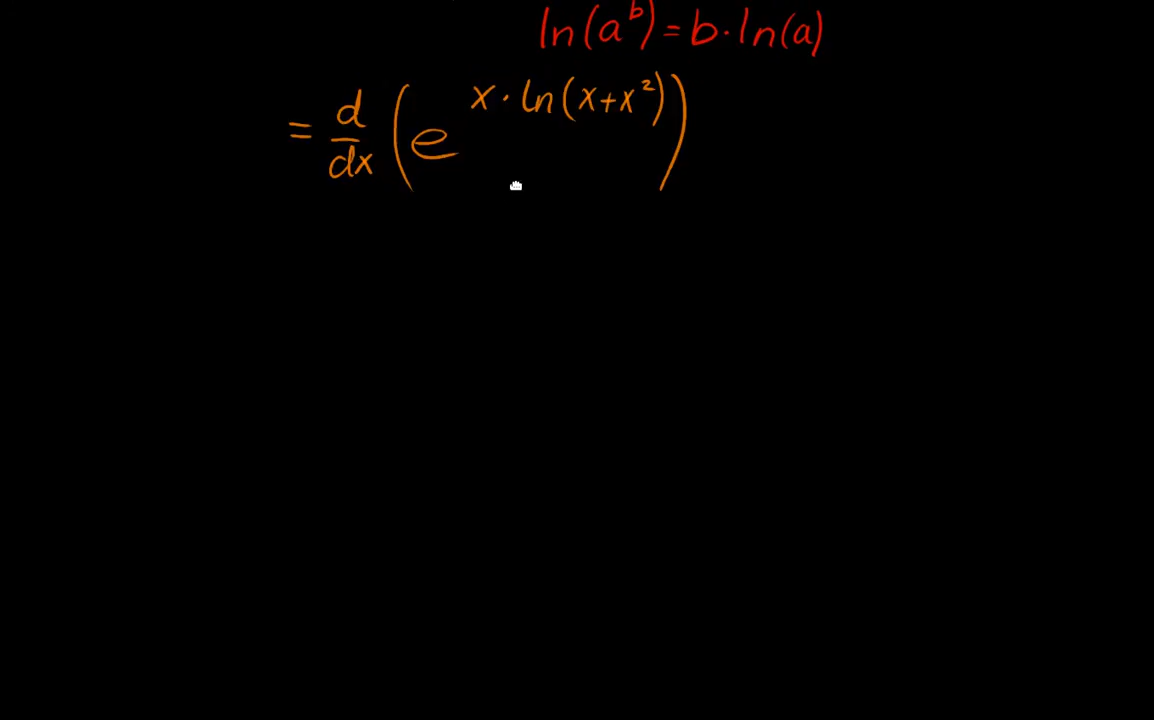 ln(a^b) = b·ln(a)
= d/dx (e^(x·ln(x+x²)))